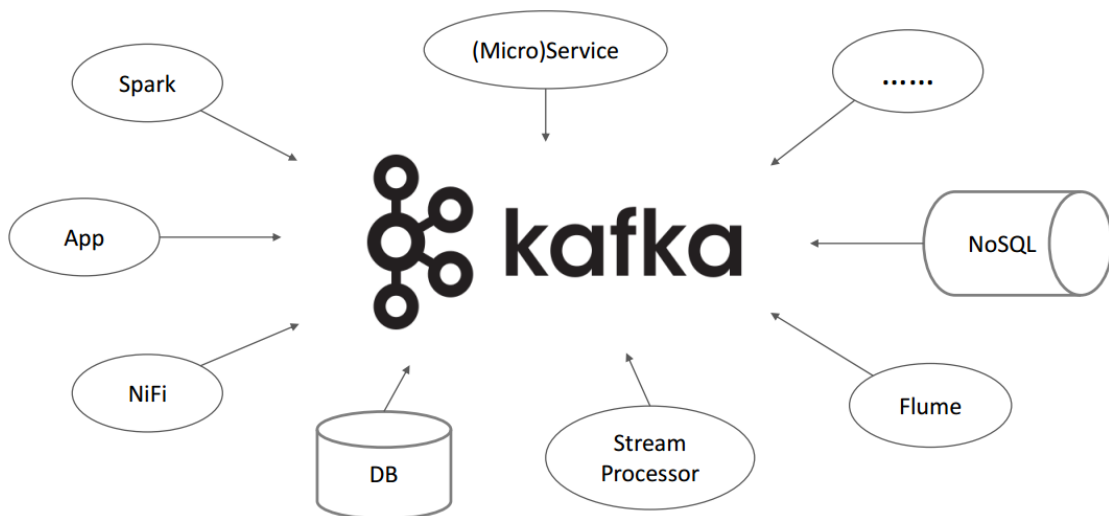 (Micro)Service
Spark
......
App
kafka
NoSQL
NiFi
Flume
DB
Stream
Processor